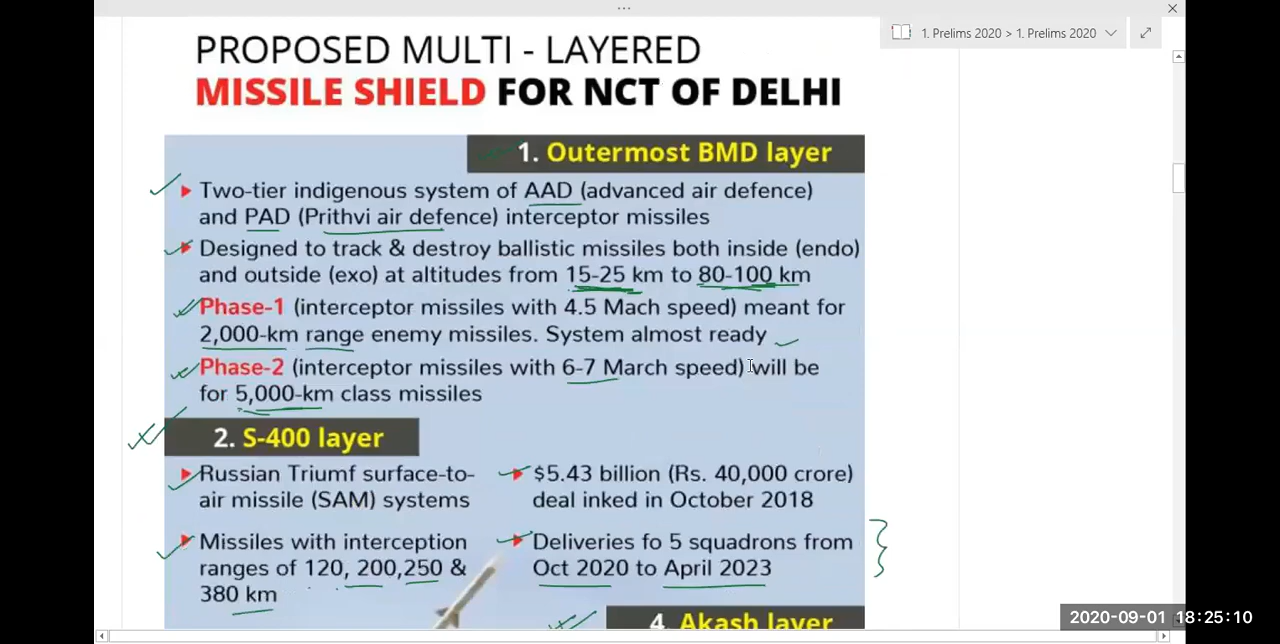 ...
1. Prelims 2020 > 1. Prelims 2020
PROPOSED MULTI - LAYERED
MISSILE SHIELD FOR NCT OF DELHI
1. Outermost BMD layer
Two-tier indigenous system of AAD (advanced air defence)
and PAD (Prithvi air defence) interceptor missiles
Designed to track & destroy ballistic missiles both inside (endo)
and outside (exo) at altitudes from 15-25 km to 80-100 km
Phase-1 (interceptor missiles with 4.5 Mach speed) meant for
2,000-km range enemy missiles. System almost ready
Phase-2 (interceptor missiles with 6-7 March speed) will be
for 5,000-km class missiles
2. S-400 layer
Russian Triumf surface-to-
air missile (SAM) systems
Missiles with interception
ranges of 120, 200,250 &
380 km
$5.43 billion (Rs. 40,000 crore)
deal inked in October 2018
Deliveries fo 5 squadrons from
Oct 2020 to April 2023
4. Akash layer
2020-09-01 18:25:10